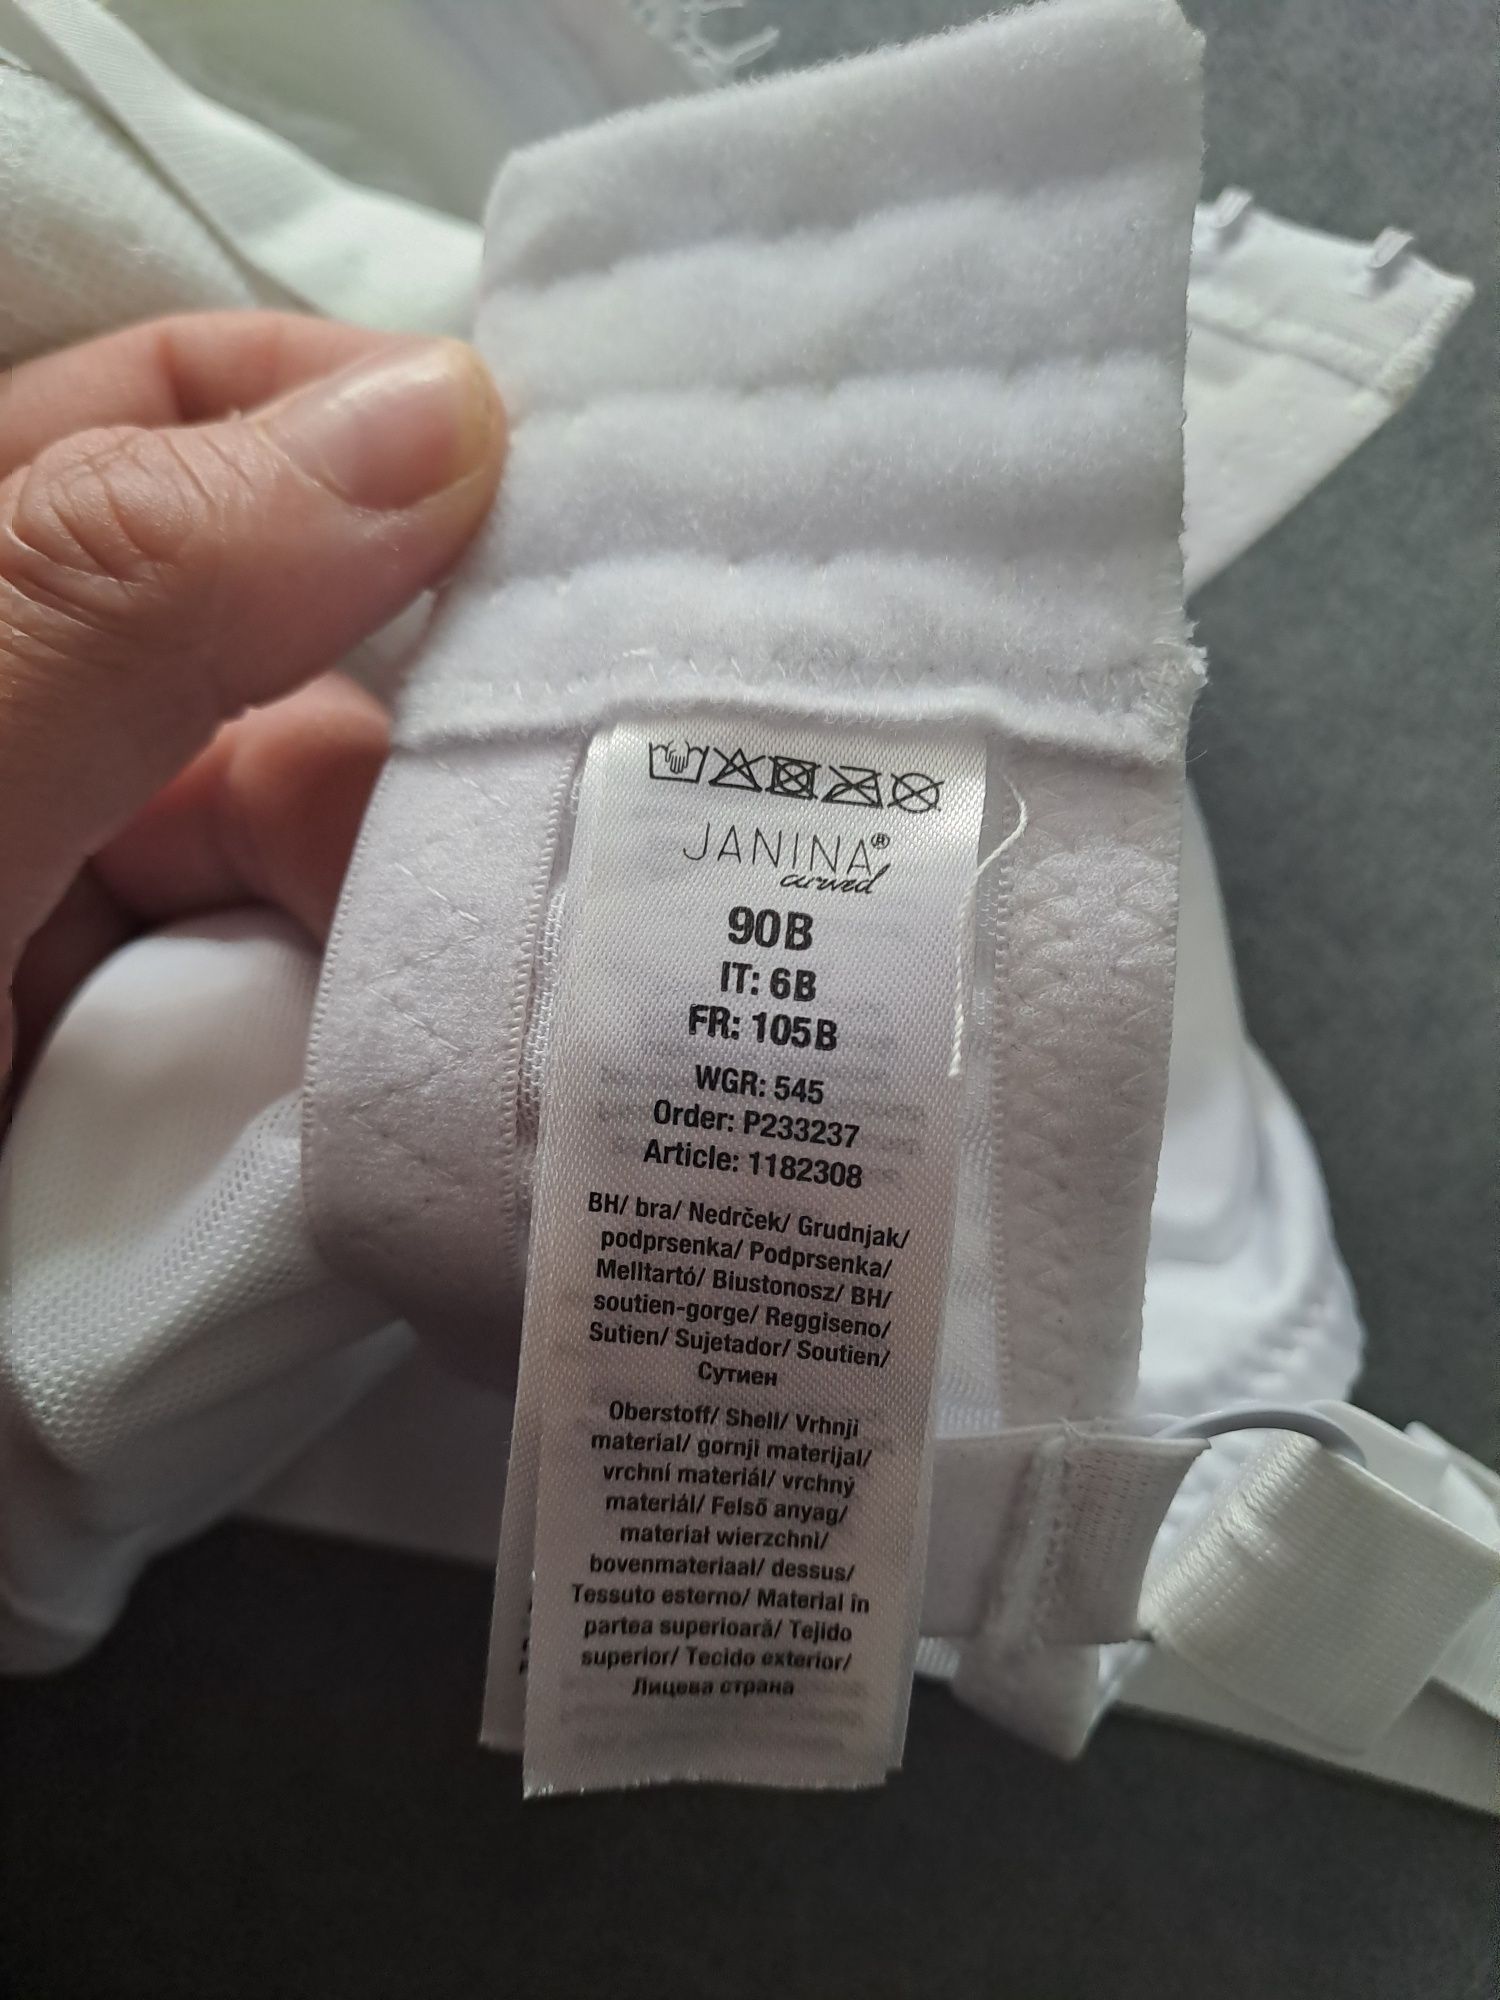 JANINA®
curved
90B
IT: 6B
FR: 105B
WGR: 545
Order: P233237
Article: 1182308
BH/ bra/ Nedrček/ Grudnjak/
podprsenka/ Podprsenka/
Melltartó/ Biustonosz/ BH/
soutien-gorge/ Reggiseno/
Sutien/ Sujetador/ Soutien/
Сутиен
Oberstoff/ Shell/ Vrhnji
material/ gornji materijal/
vrchní materiál/ vrchný
materiál/ Felső anyag/
materiał wierzchni/
bovenmateriaal/ dessus/
Tessuto esterno/ Material în
partea superioară/ Tejido
superior/ Tecido exterior/
Лицева страна